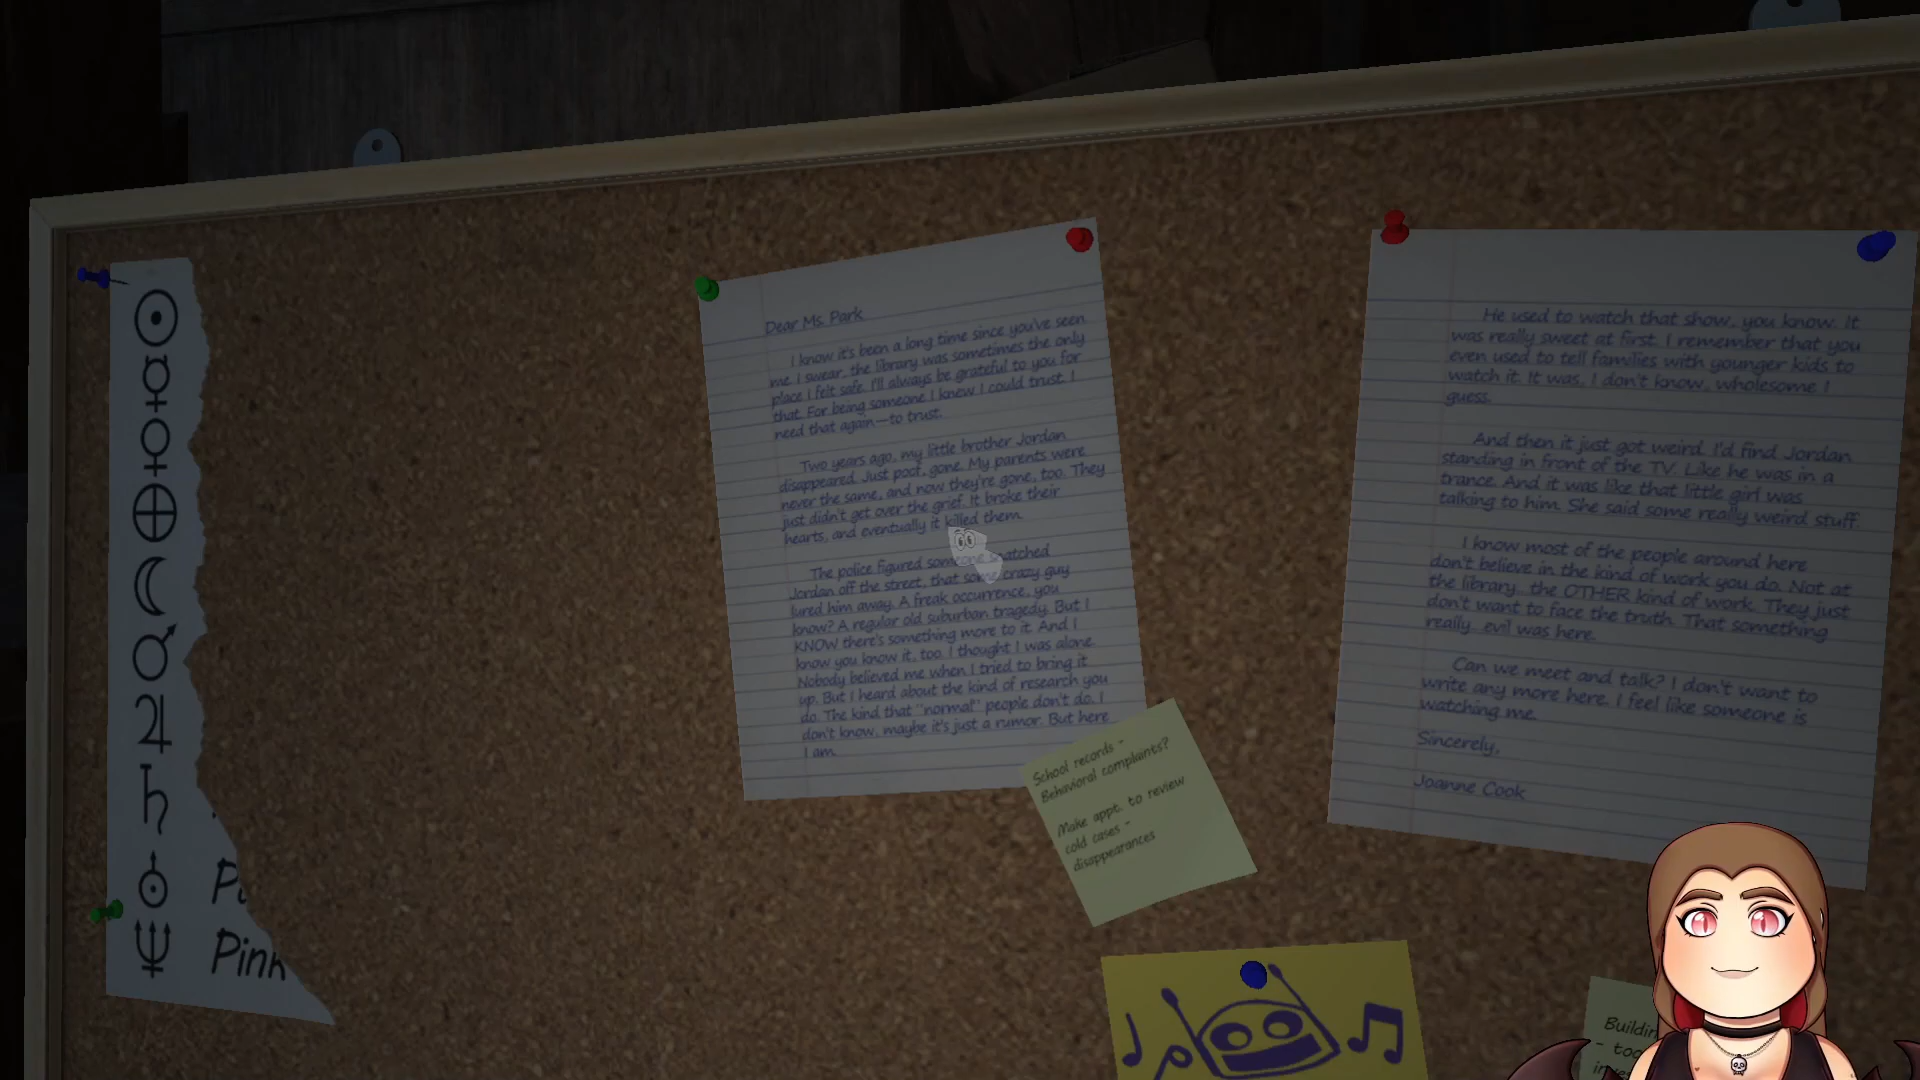 Dear Ms. Park
I know it's been a long time since you've seen
me. I swear, the library was sometimes the only
place I felt safe. I'll always be grateful to you for
that. For being someone I knew I could trust. I
need that again—to trust.
Two years ago, my little brother Jordan
disappeared. Just poof, gone. My parents were
never the same, and now they're gone, too. They
just didn't get over the grief. It broke their
hearts, and eventually it killed them.
The police figured someone snatched
Jordan off the street, that some crazy guy
lured him away. A freak occurrence, you
know? A regular old suburban tragedy. But I
KNOW there's something more to it. And I
know you know it, too. I thought I was alone.
Nobody believed me when I tried to bring it
up. But I heard about the kind of research you
do. The kind that "normal" people don't do. I
don't know, maybe it's just a rumor. But here
I am.
He used to watch that show, you know. It
was really sweet at first. I remember that you
even used to tell families with younger kids to
watch it. It was, I don't know, wholesome I
guess.
And then it just got weird. I'd find Jordan
standing in front of the TV. Like he was in a
trance. And it was like that little girl was
talking to him. She said some really weird stuff.
I know most of the people around here
don't believe in the kind of work you do. Not at
the library, the OTHER kind of work. They just
don't want to face the truth. That something
really evil was here.
Can we meet and talk? I don't want to
write any more here. I feel like someone is
watching me.
Sincerely,
Joanne Cook
School records -
Behavioral complaints?
Make appt. to review
cold cases -
disappearances
Pink